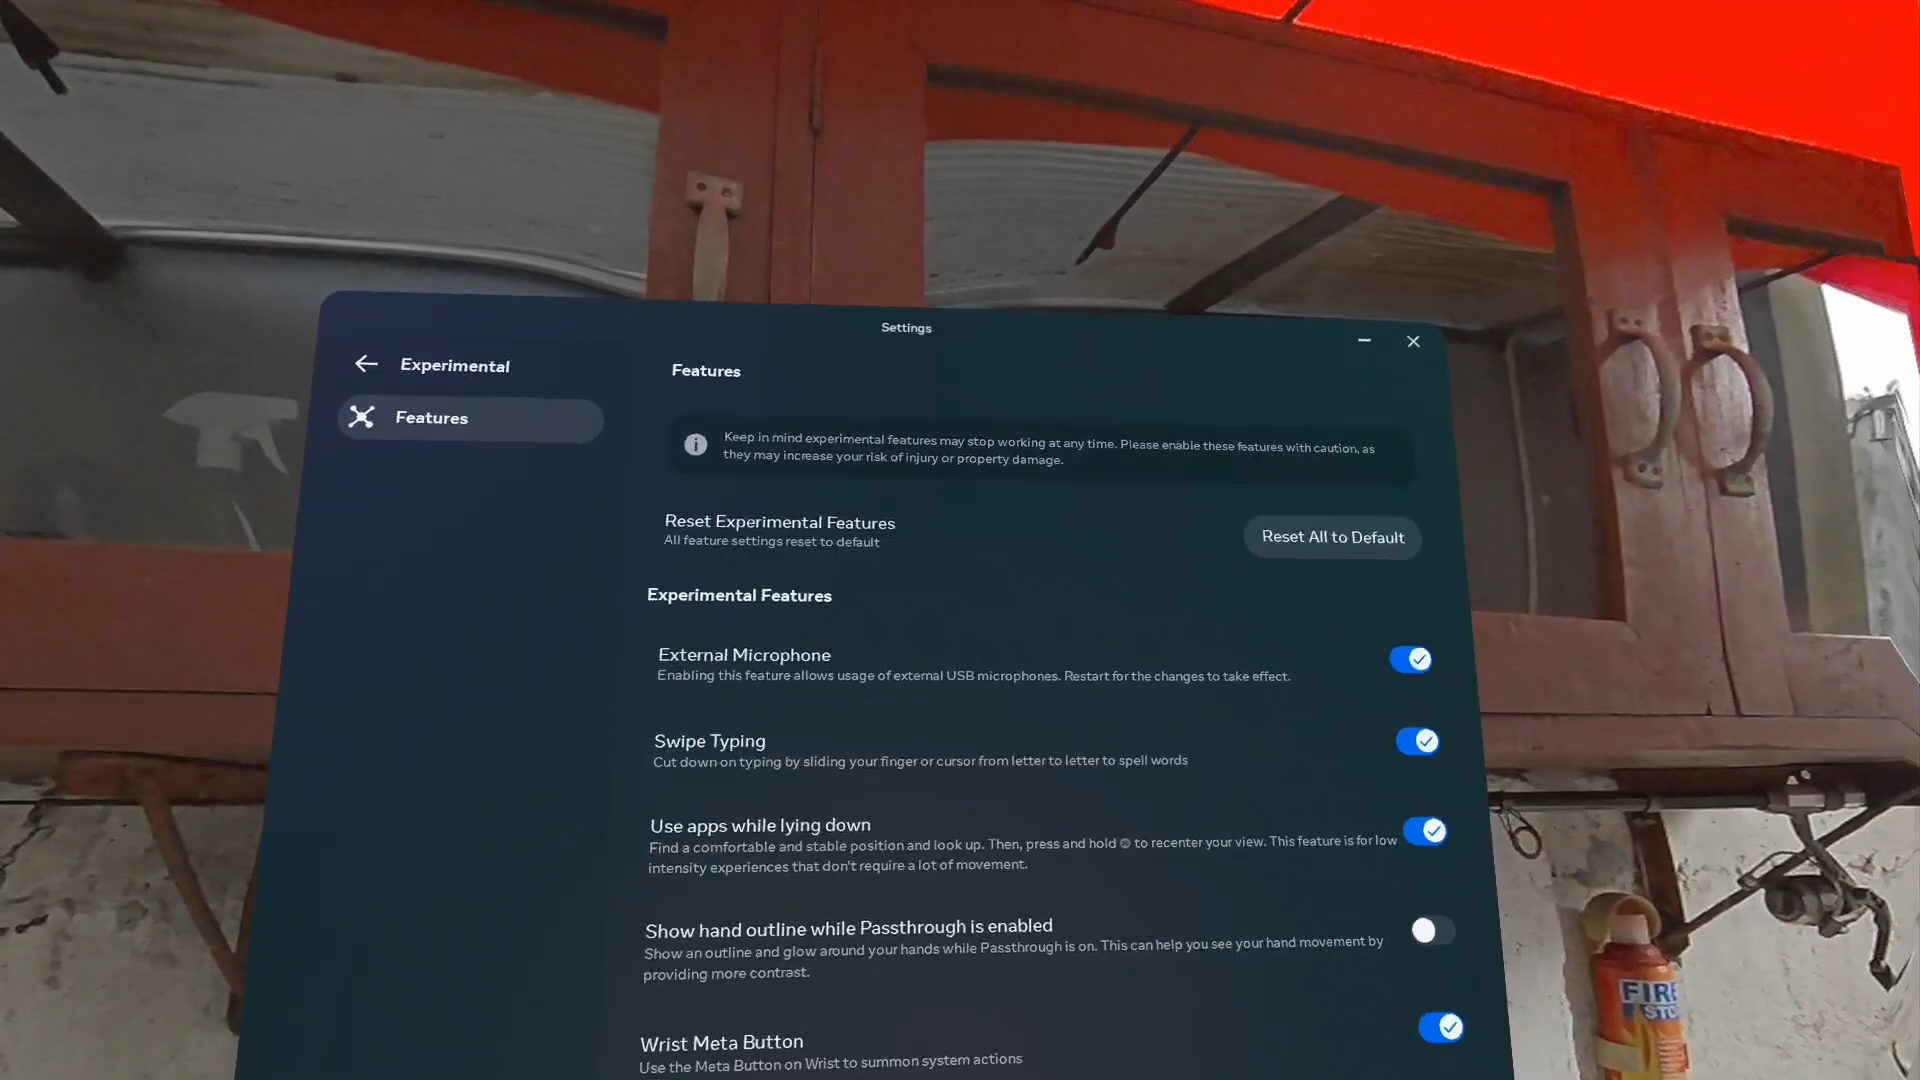 Settings
Experimental
Features
Features
Keep in mind experimental features may stop working at any time. Please enable these features with caution, as
they may increase your risk of injury or property damage.
Reset Experimental Features
All feature settings reset to default
Reset All to Default
Experimental Features
External Microphone
Enabling this feature allows usage of external USB microphones. Restart for the changes to take effect.
Swipe Typing
Cut down on typing by sliding your finger or cursor from letter to letter to spell words
Use apps while lying down
Find a comfortable and stable position and look up. Then, press and hold to recenter your view. This feature is for low
intensity experiences that don't require a lot of movement.
Show hand outline while Passthrough is enabled
Show an outline and glow around your hands while Passthrough is on. This can help you see your hand movement by
providing more contrast.
Wrist Meta Button
Use the Meta Button on Wrist to summon system actions
FIRE
STO